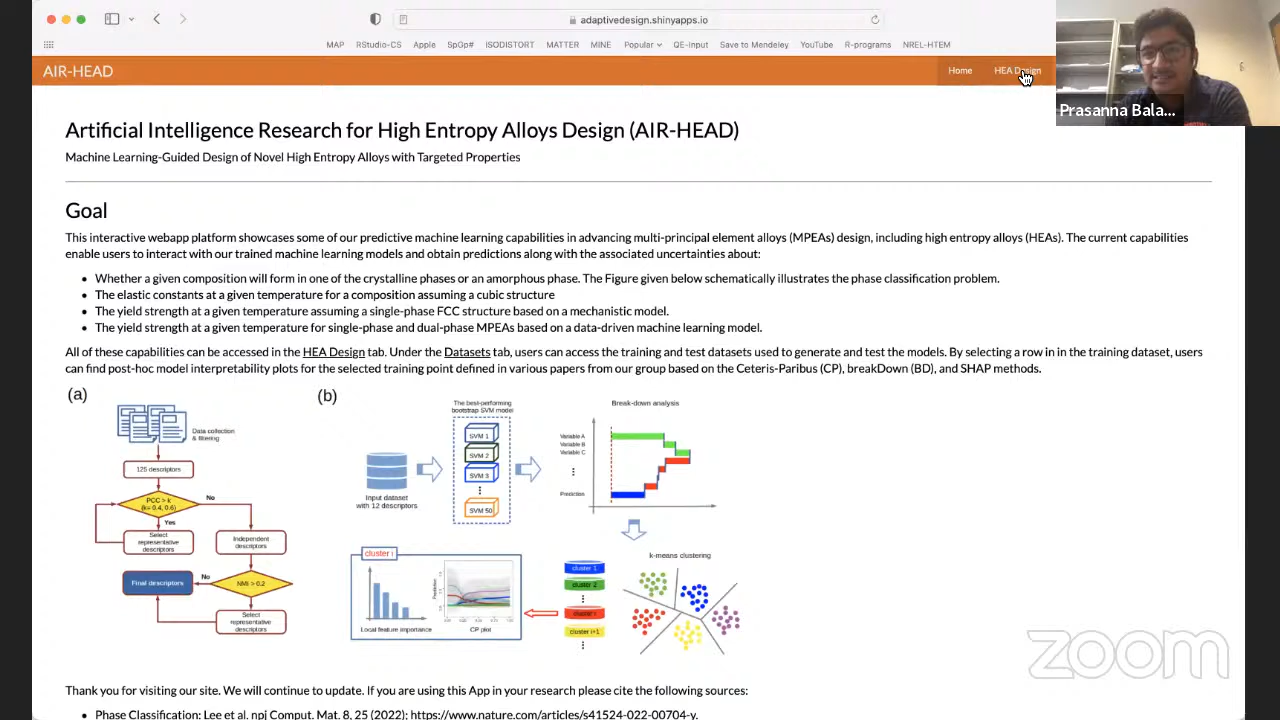 adaptivedesign.shinyapps.io
MAP RStudio-CS Apple SpGp# ISODISTORT MATTER MINE Popular QE-input Save to Mendeley YouTube R-programs NREL-HTEM
AIR-HEAD Home HEA Design
Prasanna Bala...
Artificial Intelligence Research for High Entropy Alloys Design (AIR-HEAD)
Machine Learning-Guided Design of Novel High Entropy Alloys with Targeted Properties
Goal
This interactive webapp platform showcases some of our predictive machine learning capabilities in advancing multi-principal element alloys (MPEAs) design, including high entropy alloys (HEAs). The current capabilities
enable users to interact with our trained machine learning models and obtain predictions along with the associated uncertainties about:
• Whether a given composition will form in one of the crystalline phases or an amorphous phase. The Figure given below schematically illustrates the phase classification problem.
• The elastic constants at a given temperature for a composition assuming a cubic structure
• The yield strength at a given temperature assuming a single-phase FCC structure based on a mechanistic model.
• The yield strength at a given temperature for single-phase and dual-phase MPEAs based on a data-driven machine learning model.
All of these capabilities can be accessed in the HEA Design tab. Under the Datasets tab, users can access the training and test datasets used to generate and test the models. By selecting a row in in the training dataset, users
can find post-hoc model interpretability plots for the selected training point defined in various papers from our group based on the Ceteris-Paribus (CP), breakDown (BD), and SHAP methods.
(a)
Data collection
& filtering
125 descriptors
PCC > k
(k= 0.4, 0.6)
No
Yes
Select
representative
descriptors
Independent
descriptors
Final descriptors
No
NMI > 0.2
Select
representative
descriptors
(b)
Input dataset
with 12 descriptors
The best-performing
bootstrap SVM model
SVM 1
SVM 2
SVM 3
SVM 50
Break-down analysis
Variable A
Variable B
Variable C
Prediction
k-means clustering
cluster 1
cluster 2
cluster i
cluster i+1
cluster i
Local feature importance
Prediction
CP plot
zoom
Thank you for visiting our site. We will continue to update. If you are using this App in your research please cite the following sources:
• Phase Classification: Lee et al. npj Comput. Mat. 8, 25 (2022): https://www.nature.com/articles/s41524-022-00704-y.